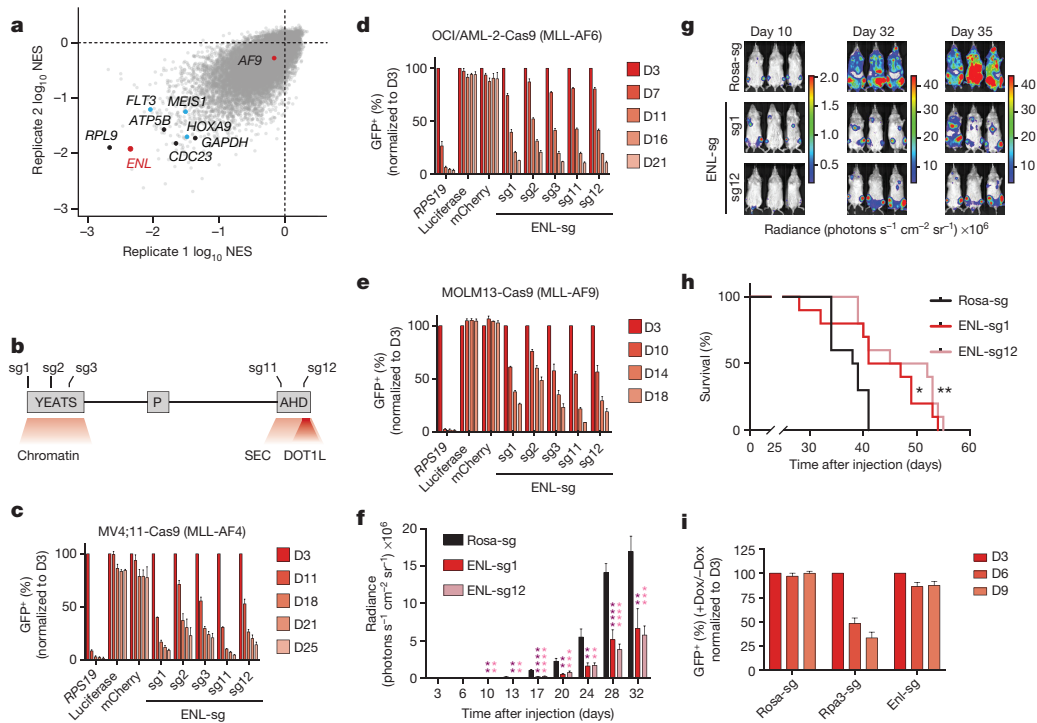 a
Replicate 2 log10 NES
0
−1
−2
−3
AF9
FLT3
MEIS1
ATP5B
HOXA9
RPL9
GAPDH
ENL
CDC23
−3
−2
−1
0
Replicate 1 log10 NES
b
sg1
sg2
sg3
sg11
sg12
YEATS
P
AHD
Chromatin
SEC
DOT1L
c
MV4;11-Cas9 (MLL-AF4)
GFP+ (%)
(normalized to D3)
100
50
0
D3
D11
D18
D21
D25
RPS19
Luciferase
mCherry
sg1
sg2
sg3
sg11
sg12
ENL-sg
d
OCI/AML-2-Cas9 (MLL-AF6)
GFP+ (%)
(normalized to D3)
100
50
0
D3
D7
D11
D16
D21
RPS19
Luciferase
mCherry
sg1
sg2
sg3
sg11
sg12
ENL-sg
e
MOLM13-Cas9 (MLL-AF9)
GFP+ (%)
(normalized to D3)
100
50
0
D3
D10
D14
D18
RPS19
Luciferase
mCherry
sg1
sg2
sg3
sg11
sg12
ENL-sg
f
Radiance
(photons s−1 cm−2 sr−1) ×10⁶
20
15
10
5
0
Rosa-sg
ENL-sg1
ENL-sg12
3 6 10 13 17 20 24 28 32
Time after injection (days)
g
Day 10
Day 32
Day 35
Rosa-sg
ENL-sg
sg1
sg12
2.0
1.5
1.0
0.5
40
30
20
10
40
30
20
10
Radiance (photons s−1 cm−2 sr−1) ×10⁶
h
Survival (%)
100
50
0
Rosa-sg
ENL-sg1
ENL-sg12
* **
0 25 30 40 50 60
Time after injection (days)
i
GFP+ (%) (+Dox/−Dox
normalized to D3)
125
100
75
50
25
0
D3
D6
D9
Rosa-sg
Rpa3-sg
Enl-sg